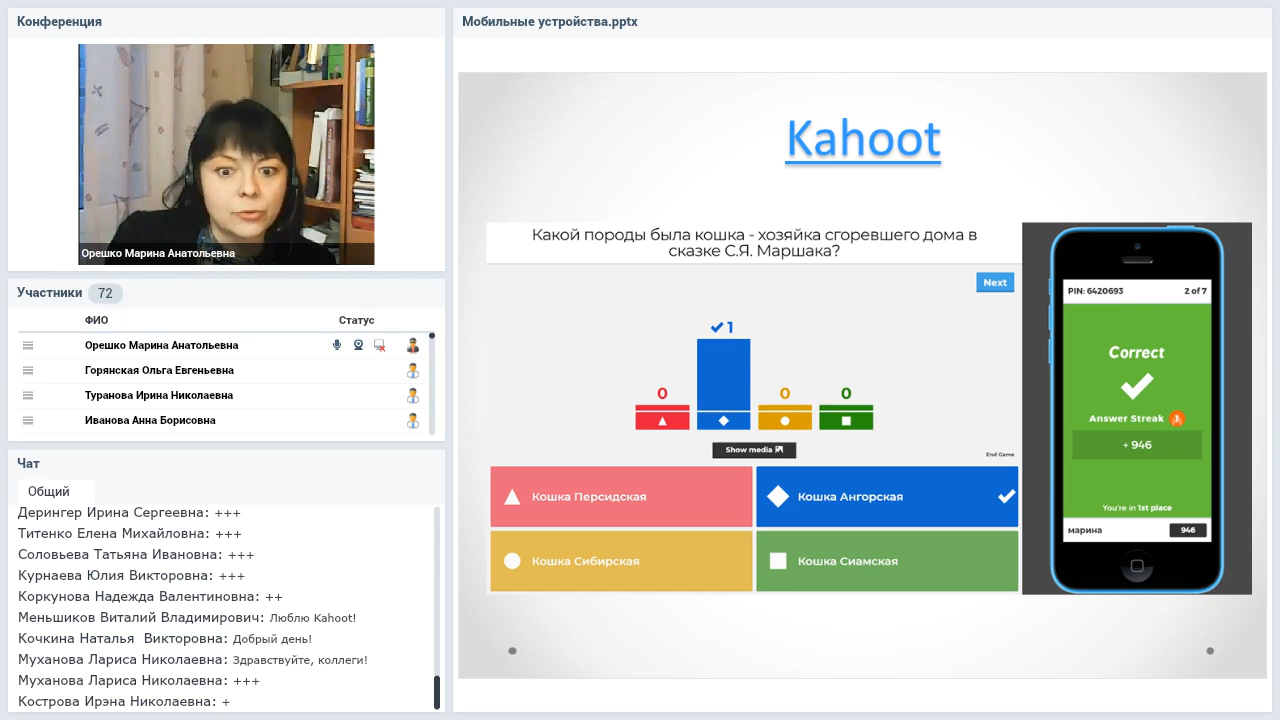 Конференция
Орешко Марина Анатольевна
Участники 72
ФИО Статус
Орешко Марина Анатольевна
Горянская Ольга Евгеньевна
Туранова Ирина Николаевна
Иванова Анна Борисовна
Чат
Общий
Дерингер Ирина Сергеевна: +++
Титенко Елена Михайловна: +++
Соловьева Татьяна Ивановна: +++
Курнаева Юлия Викторовна: +++
Коркунова Надежда Валентиновна: ++
Меньшиков Виталий Владимирович: Люблю Kahoot!
Кочкина Наталья  Викторовна: Добрый день!
Муханова Лариса Николаевна: Здравствуйте, коллеги!
Муханова Лариса Николаевна: +++
Кострова Ирэна Николаевна: +
Мобильные устройства.pptx
Kahoot
Какой породы была кошка - хозяйка сгоревшего дома в
сказке С.Я. Маршака?
Next
1
0 0 0
Show media
End Game
Кошка Персидская
Кошка Ангорская
Кошка Сибирская
Кошка Сиамская
PIN: 6420693 2 of 7
Correct
Answer Streak 1
+ 946
You're in 1st place
марина 946